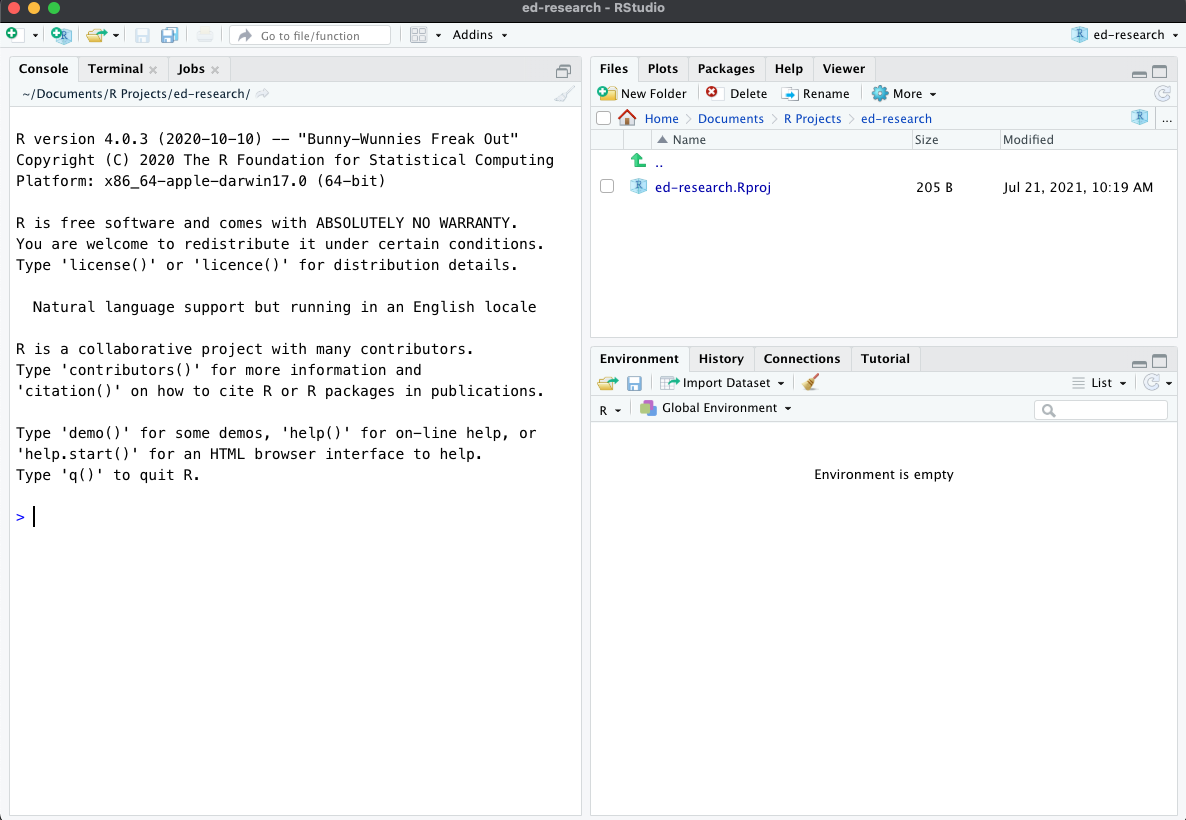 ed-research - RStudio
Go to file/function
Addins
R ed-research
Console Terminal Jobs
~/Documents/R Projects/ed-research/
R version 4.0.3 (2020-10-10) -- "Bunny-Wunnies Freak Out"
Copyright (C) 2020 The R Foundation for Statistical Computing
Platform: x86_64-apple-darwin17.0 (64-bit)
R is free software and comes with ABSOLUTELY NO WARRANTY.
You are welcome to redistribute it under certain conditions.
Type 'license()' or 'licence()' for distribution details.
Natural language support but running in an English locale
R is a collaborative project with many contributors.
Type 'contributors()' for more information and
'citation()' on how to cite R or R packages in publications.
Type 'demo()' for some demos, 'help()' for on-line help, or
'help.start()' for an HTML browser interface to help.
Type 'q()' to quit R.
>
Files Plots Packages Help Viewer
New Folder Delete Rename More
Home Documents R Projects ed-research R ...
Name Size Modified
..
R ed-research.Rproj 205 B Jul 21, 2021, 10:19 AM
Environment History Connections Tutorial
Import Dataset List
R Global Environment
Environment is empty